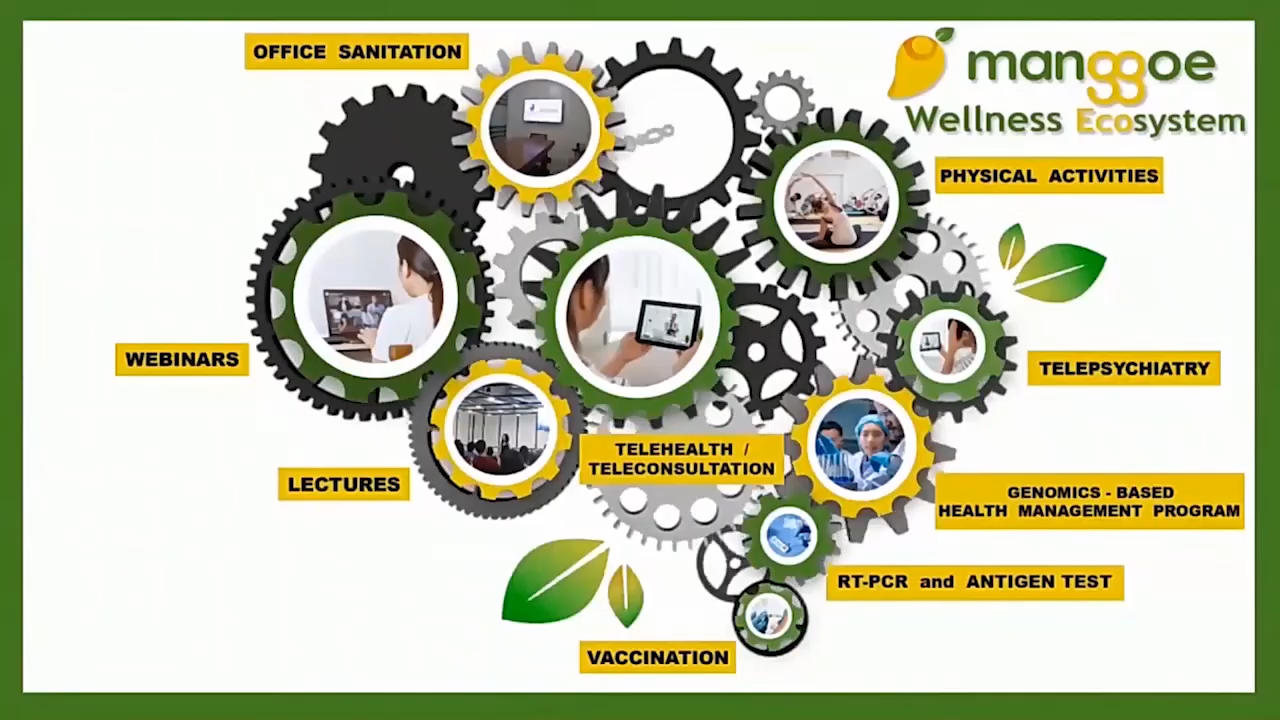 OFFICE SANITATION
manggoe
Wellness Ecosystem
PHYSICAL ACTIVITIES
WEBINARS
TELEPSYCHIATRY
TELEHEALTH /
TELECONSULTATION
LECTURES
GENOMICS - BASED
HEALTH MANAGEMENT PROGRAM
RT-PCR and ANTIGEN TEST
VACCINATION